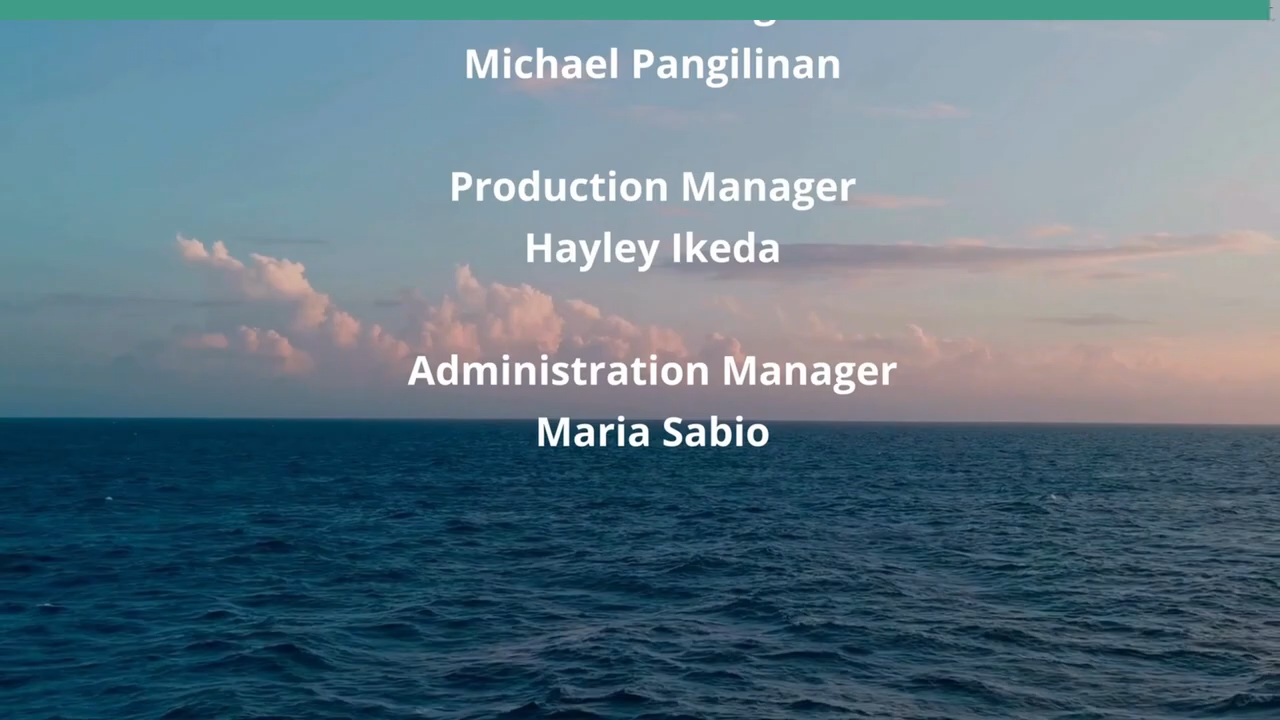 Michael Pangilinan
Production Manager
Hayley Ikeda
Administration Manager
Maria Sabio